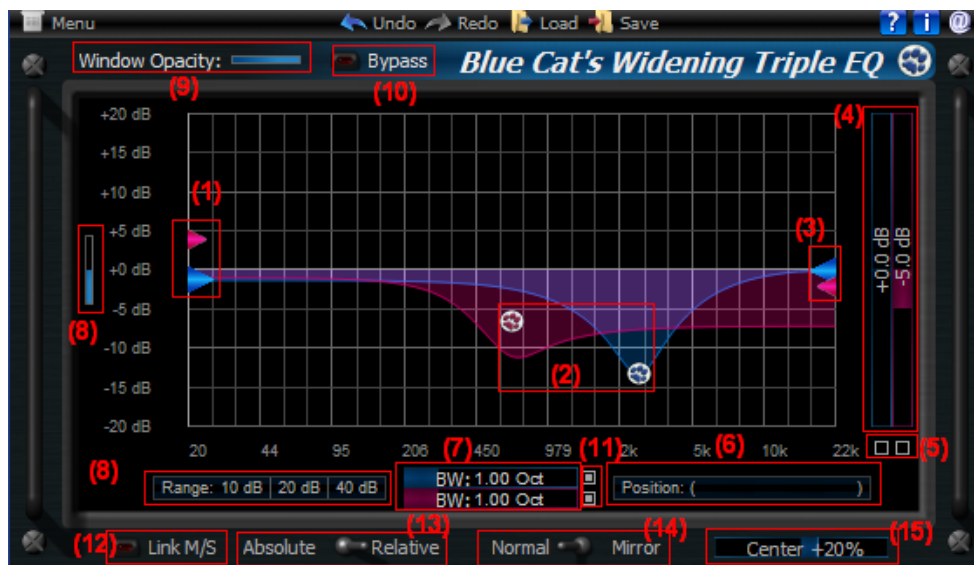 Menu Undo Redo Load Save ? i @
Window Opacity: Bypass Blue Cat's Widening Triple EQ
(9) (10)
(4)
+20 dB
+15 dB
+10 dB
(1)
+5 dB
(3)
+0 dB
+0.0 dB
-5.0 dB
-5 dB
(8)
-10 dB
(2)
-15 dB
-20 dB
20 44 95 206 450 979 2k 5k 10k 22k
(7) (11) (6) (5)
(8)
Range: 10 dB 20 dB 40 dB
BW: 1.00 Oct
BW: 1.00 Oct
Position: ( )
(13) (14) (15)
(12) Link M/S Absolute Relative Normal Mirror Center +20%